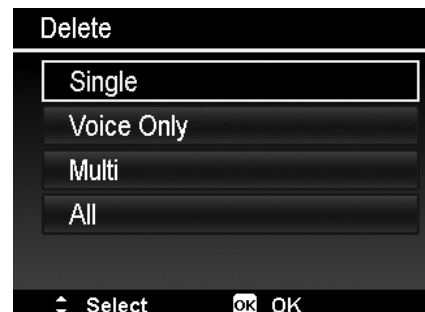 Delete
Single
Voice Only
Multi
All
Select OK OK